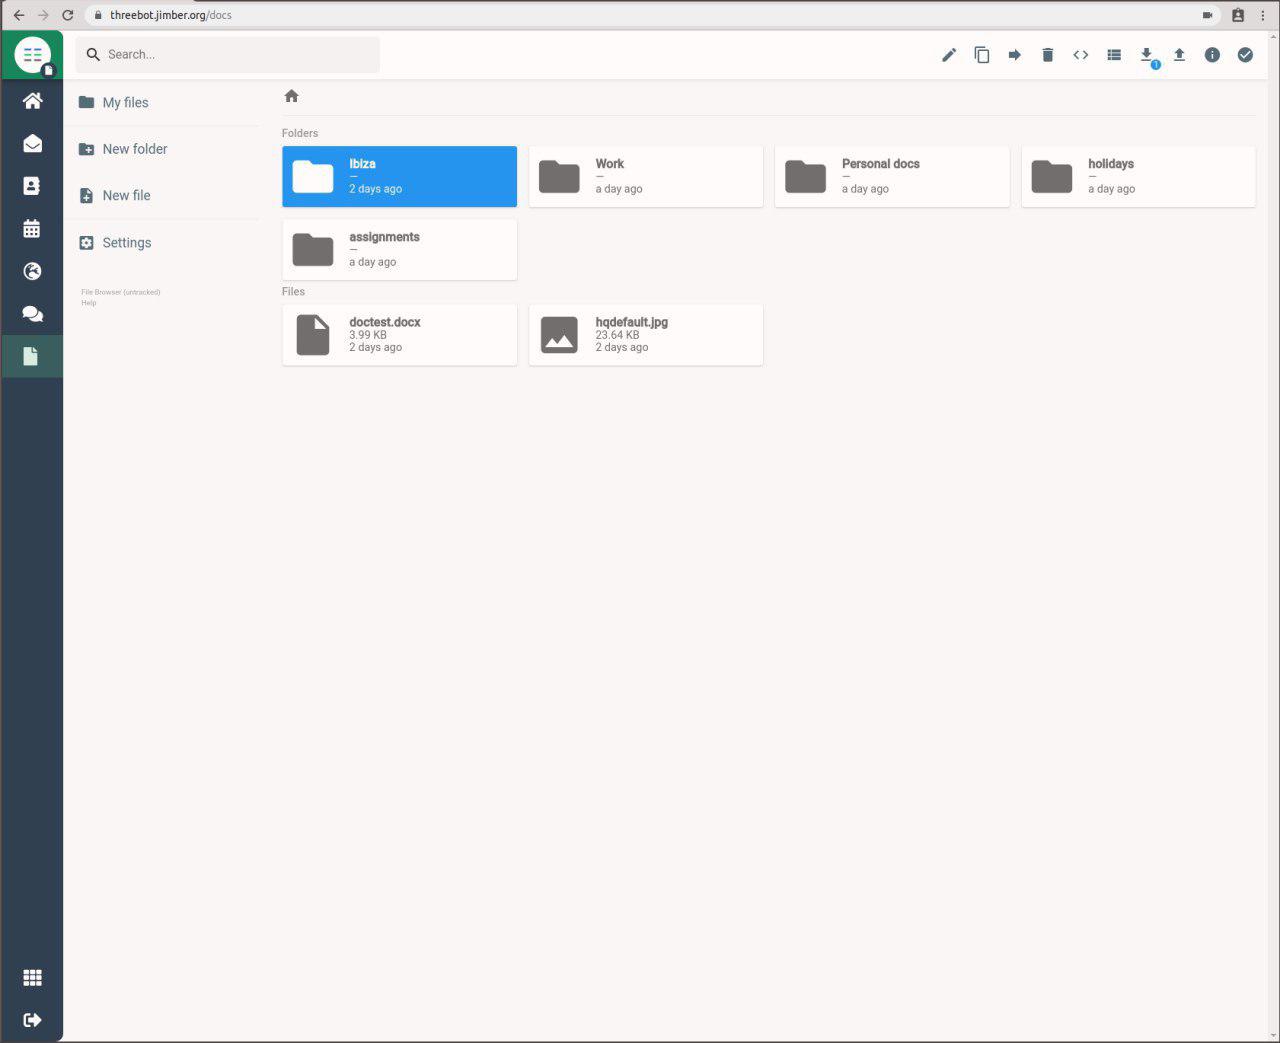 threebot.jimber.org/docs
Search...
1
My files
New folder
New file
Settings
File Browser (untracked)
Help
Folders
Ibiza
—
2 days ago
Work
—
a day ago
Personal docs
—
a day ago
holidays
—
a day ago
assignments
—
a day ago
Files
doctest.docx
3.99 KB
2 days ago
hqdefault.jpg
23.64 KB
2 days ago